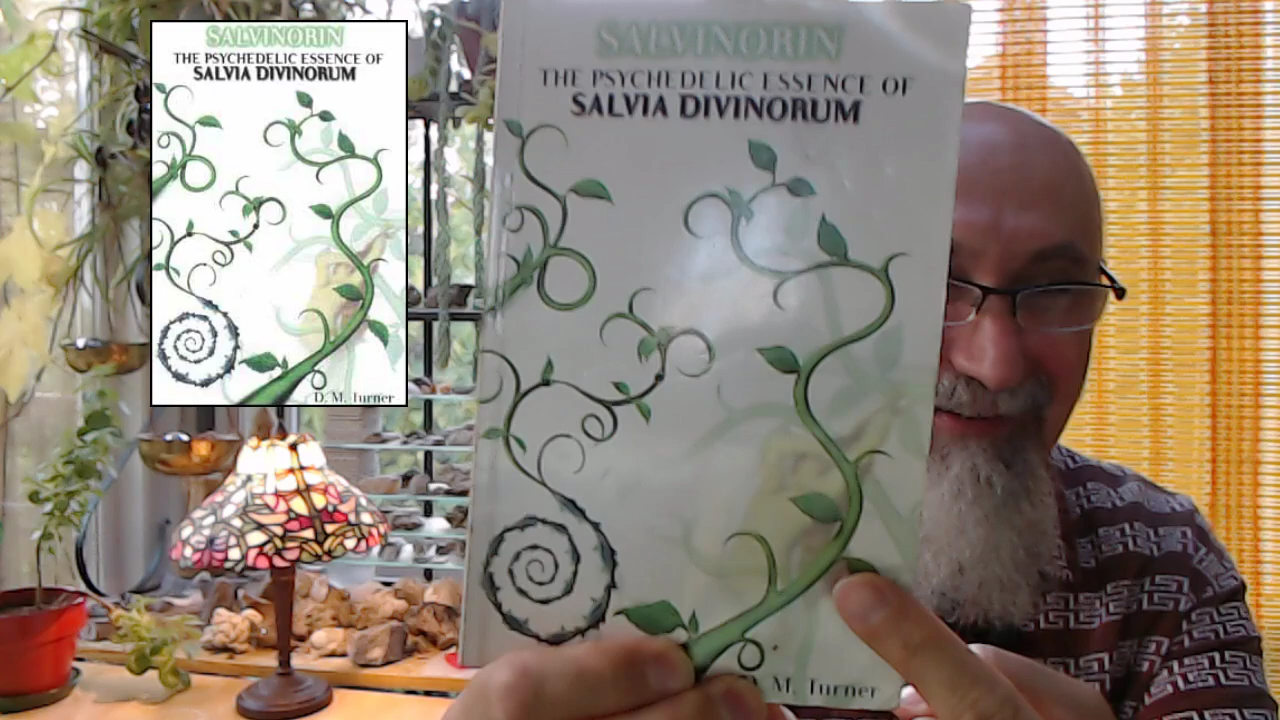 SALVINORIN
THE PSYCHEDELIC ESSENCE OF
SALVIA DIVINORUM
D. M. Turner
SALVINORIN
THE PSYCHEDELIC ESSENCE OF
SALVIA DIVINORUM
D. M. Turner